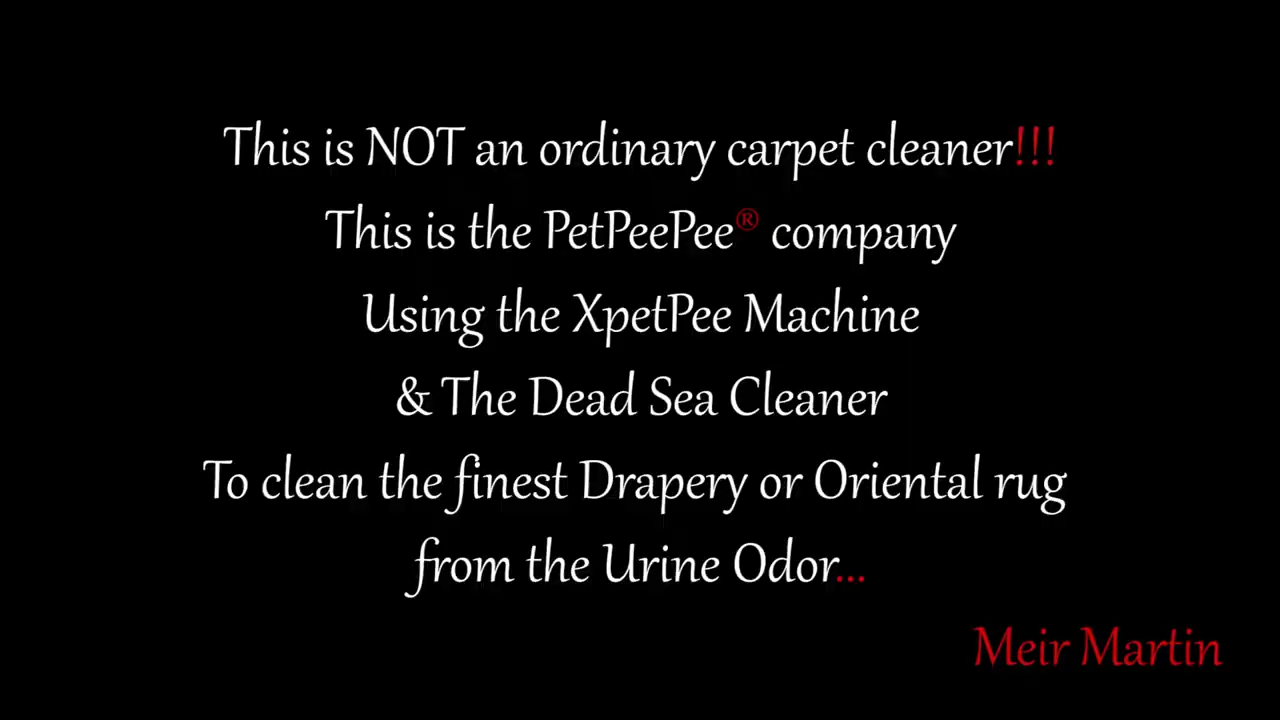 This is NOT an ordinary carpet cleaner!!!
This is the PetPeePee® company
Using the XpetPee Machine
& The Dead Sea Cleaner
To clean the finest Drapery or Oriental rug
from the Urine Odor...
Meir Martin